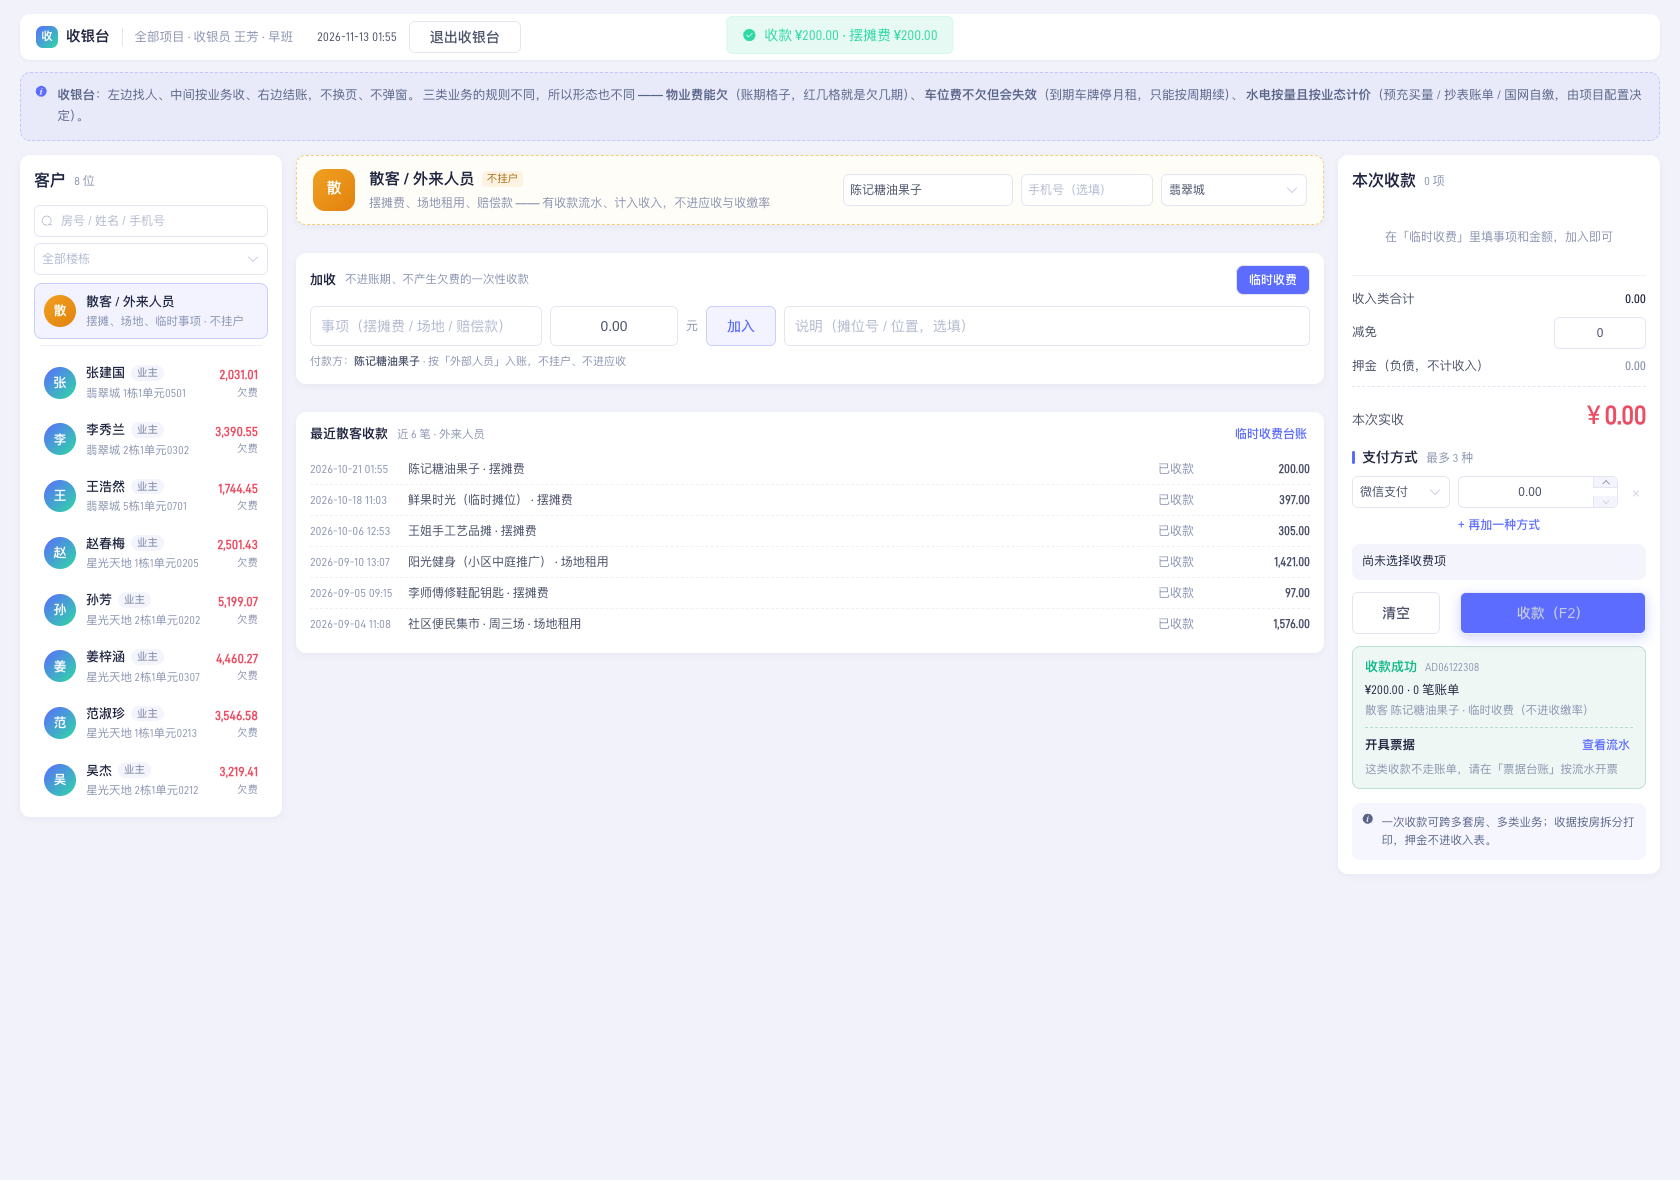 收 收银台 全部项目 · 收银员 王芳 · 早班 2026-11-13 01:55 退出收银台
收款 ¥200.00 · 摆摊费 ¥200.00
收银台：左边找人、中间按业务收、右边结账，不换页、不弹窗。 三类业务的规则不同，所以形态也不同 —— 物业费能欠（账期格子，红几格就是欠几期）、车位费不欠但会失效（到期车牌停月租，只能按周期续）、水电按量且按业态计价（预充买量 / 抄表账单 / 国网自缴，由项目配置决
定）。
客户 8 位
房号 / 姓名 / 手机号
全部楼栋
散 散客 / 外来人员
摆摊、场地、临时事项 · 不挂户
张 张建国 业主 2,031.01
翡翠城 1栋1单元0501 欠费
李 李秀兰 业主 3,390.55
翡翠城 2栋1单元0302 欠费
王 王浩然 业主 1,744.45
翡翠城 5栋1单元0701 欠费
赵 赵春梅 业主 2,501.43
星光天地 1栋1单元0205 欠费
孙 孙芳 业主 5,199.07
星光天地 2栋1单元0202 欠费
姜 姜梓涵 业主 4,460.27
星光天地 2栋1单元0307 欠费
范 范淑珍 业主 3,546.58
星光天地 1栋1单元0213 欠费
吴 吴杰 业主 3,219.41
星光天地 2栋1单元0212 欠费
散 散客 / 外来人员 不挂户
摆摊费、场地租用、赔偿款 —— 有收款流水、计入收入，不进应收与收缴率
陈记糖油果子 手机号（选填） 翡翠城
加收 不进账期、不产生欠费的一次性收款 临时收费
事项（摆摊费 / 场地 / 赔偿款） 0.00 元 加入 说明（摊位号 / 位置，选填）
付款方：陈记糖油果子 · 按「外部人员」入账，不挂户、不进应收
最近散客收款 近 6 笔 · 外来人员 临时收费台账
2026-10-21 01:55 陈记糖油果子 · 摆摊费 已收款 200.00
2026-10-18 11:03 鲜果时光（临时摊位） · 摆摊费 已收款 397.00
2026-10-06 12:53 王姐手工艺品摊 · 摆摊费 已收款 305.00
2026-09-10 13:07 阳光健身（小区中庭推广） · 场地租用 已收款 1,421.00
2026-09-05 09:15 李师傅修鞋配钥匙 · 摆摊费 已收款 97.00
2026-09-04 11:08 社区便民集市 · 周三场 · 场地租用 已收款 1,576.00
本次收款 0 项
在「临时收费」里填事项和金额，加入即可
收入类合计 0.00
减免 0
押金（负债，不计收入） 0.00
本次实收 ¥ 0.00
支付方式 最多 3 种
微信支付 0.00 ×
+ 再加一种方式
尚未选择收费项
清空 收款（F2）
收款成功 AD06122308
¥200.00 · 0 笔账单
散客 陈记糖油果子 · 临时收费（不进收缴率）
开具票据 查看流水
这类收款不走账单，请在「票据台账」按流水开票
一次收款可跨多套房、多类业务；收据按房拆分打
印，押金不进收入表。